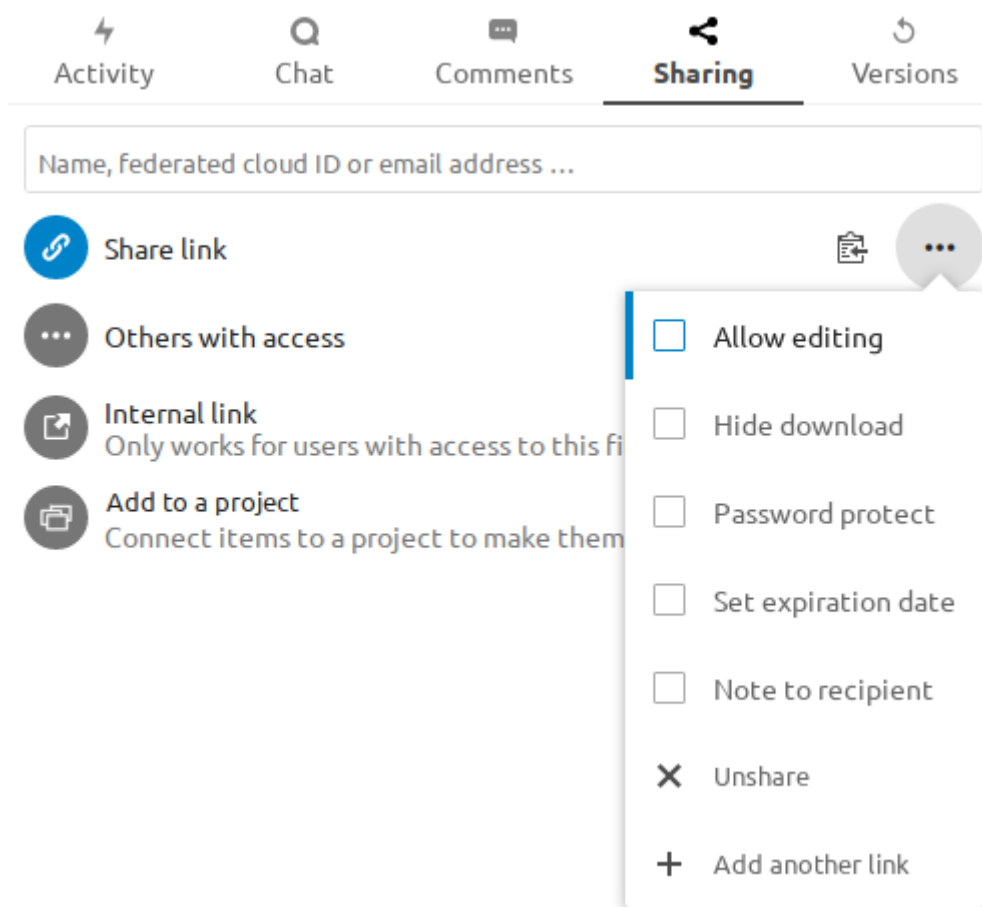 Activity Chat Comments Sharing Versions
Name, federated cloud ID or email address ...
Share link
Others with access
Internal link
Only works for users with access to this fi
Add to a project
Connect items to a project to make them
Allow editing
Hide download
Password protect
Set expiration date
Note to recipient
Unshare
Add another link